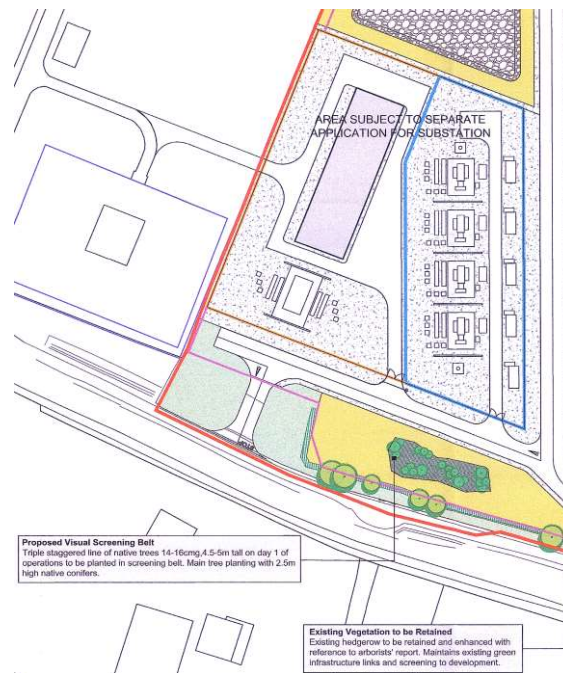 AREA SUBJECT TO SEPARATE
APPLICATION FOR SUBSTATION
Proposed Visual Screening Belt
Triple staggered line of native trees 14-16cmg,4.5-5m tall on day 1 of
operations to be planted in screening belt. Main tree planting with 2.5m
high native conifers.
Existing Vegetation to be Retained
Existing hedgerow to be retained and enhanced with
reference to arborists' report. Maintains existing green
infrastructure links and screening to development.